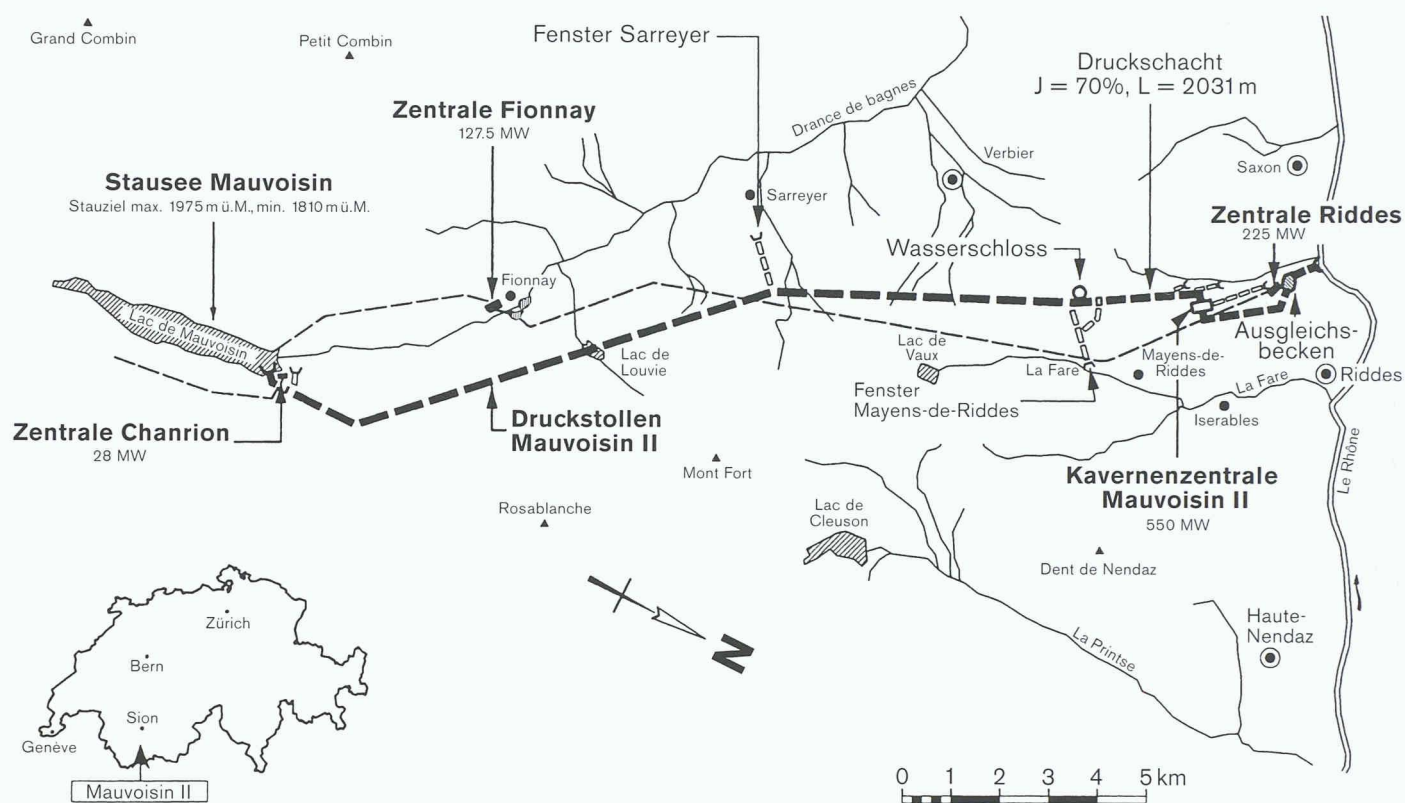 Grand Combin
Petit Combin
Fenster Sarreyer
Druckschacht
J = 70%, L = 2031 m
Zentrale Fionnay
127.5 MW
Drance de bagnes
Verbier
Saxon
Stausee Mauvoisin
Stauziel max. 1975 m ü.M., min. 1810 m ü.M.
Sarreyer
Zentrale Riddes
225 MW
Wasserschloss
Fionnay
Lac de Mauvoisin
Lac de
Louvie
Lac de
Vaux
La Fare
Mayens-de-
Riddes
Ausgleichs-
becken
La Fare
Riddes
Fenster
Mayens-de-Riddes
Iserables
Zentrale Chanrion
28 MW
Druckstollen
Mauvoisin II
Mont Fort
Kavernenzentrale
Mauvoisin II
550 MW
Le Rhône
Rosablanche
Lac de
Cleuson
Dent de Nendaz
Zürich
Bern
Sion
Genève
Mauvoisin II
N
La Printse
Haute-
Nendaz
0 1 2 3 4 5 km